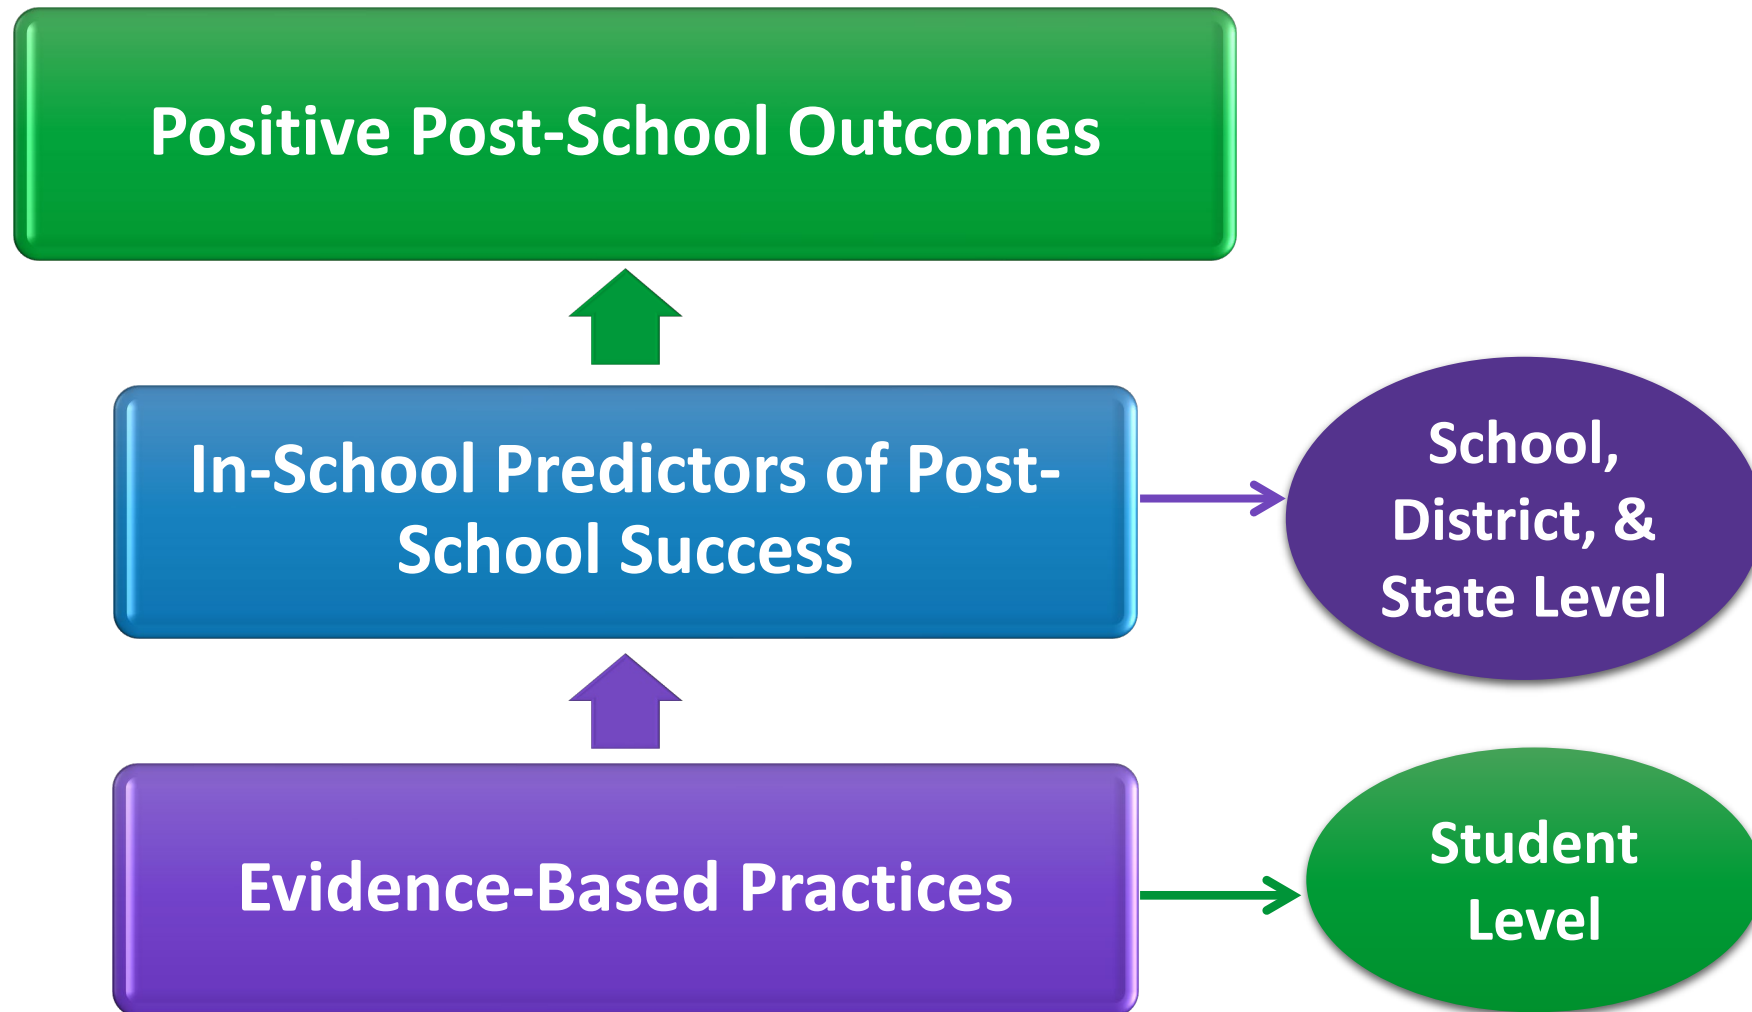 Positive Post-School Outcomes
In-School Predictors of Post-
School Success
School,
District, &
State Level
Evidence-Based Practices
Student
Level